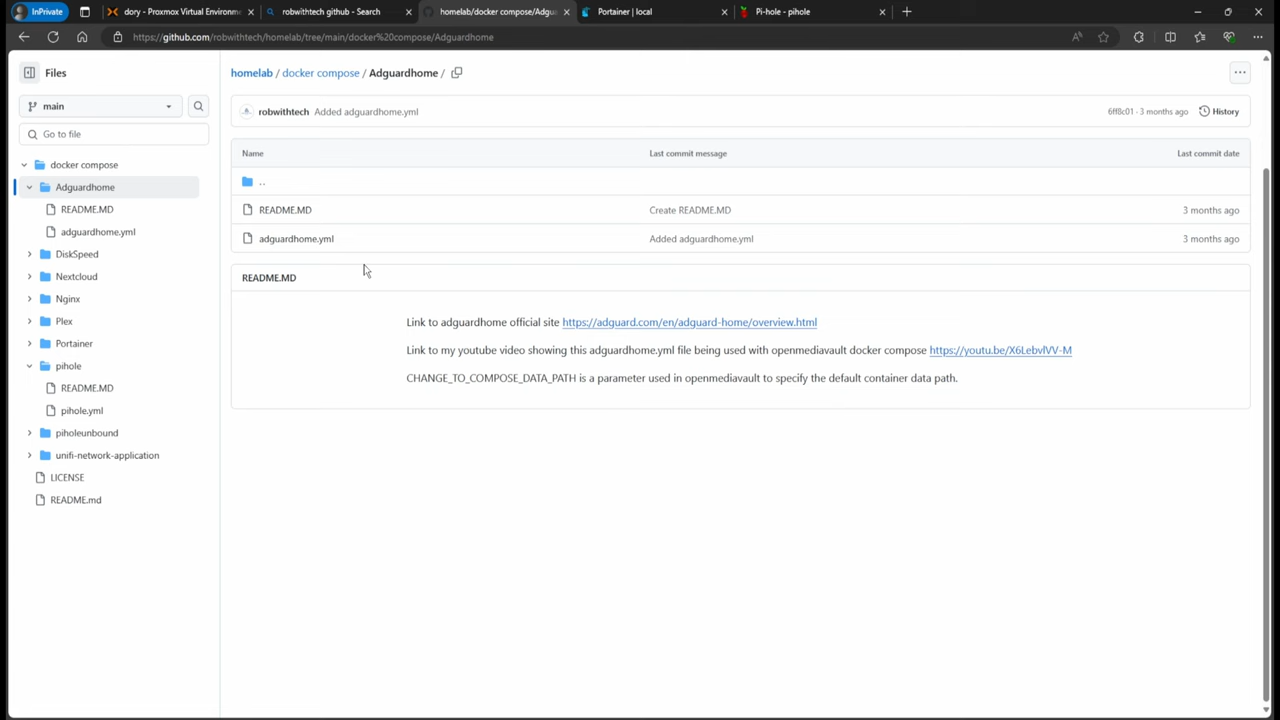 InPrivate
dory - Proxmox Virtual Environm
robwithtech github - Search
homelab/docker compose/Adgua
Portainer | local
Pi-hole - pihole
https://github.com/robwithtech/homelab/tree/main/docker%20compose/Adguardhome
Files
homelab / docker compose / Adguardhome /
main
robwithtech Added adguardhome.yml
6ff8c01 · 3 months ago
History
Go to file
Name
Last commit message
Last commit date
docker compose
Adguardhome
..
README.MD
README.MD
Create README.MD
3 months ago
adguardhome.yml
adguardhome.yml
Added adguardhome.yml
3 months ago
DiskSpeed
Nextcloud
README.MD
Nginx
Plex
Link to adguardhome official site https://adguard.com/en/adguard-home/overview.html
Portainer
Link to my youtube video showing this adguardhome.yml file being used with openmediavault docker compose https://youtu.be/X6LebvlVV-M
pihole
CHANGE_TO_COMPOSE_DATA_PATH is a parameter used in openmediavault to specify the default container data path.
README.MD
pihole.yml
piholeunbound
unifi-network-application
LICENSE
README.md